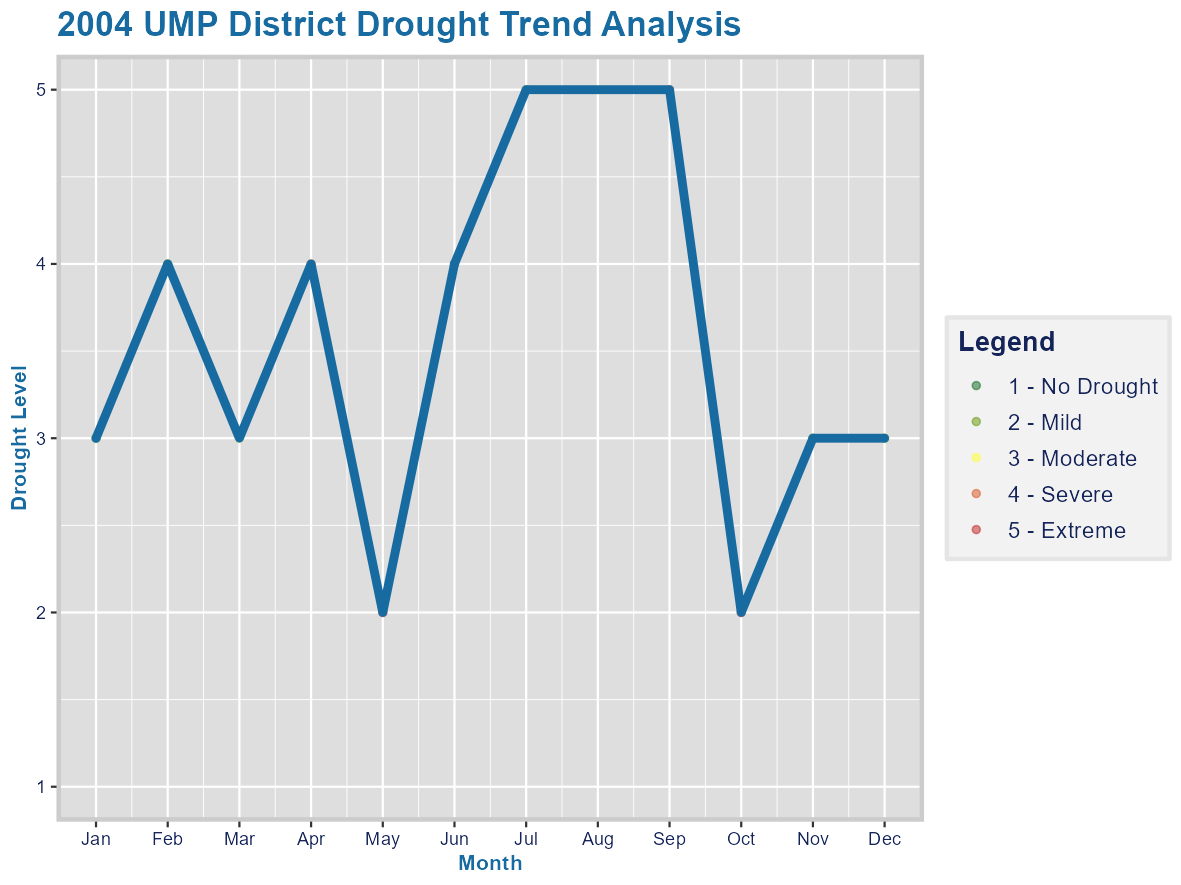 2004 UMP District Drought Trend Analysis
5
4
3
2
1
Drought Level
Jan Feb Mar Apr May Jun Jul Aug Sep Oct Nov Dec
Month
Legend
1 - No Drought
2 - Mild
3 - Moderate
4 - Severe
5 - Extreme